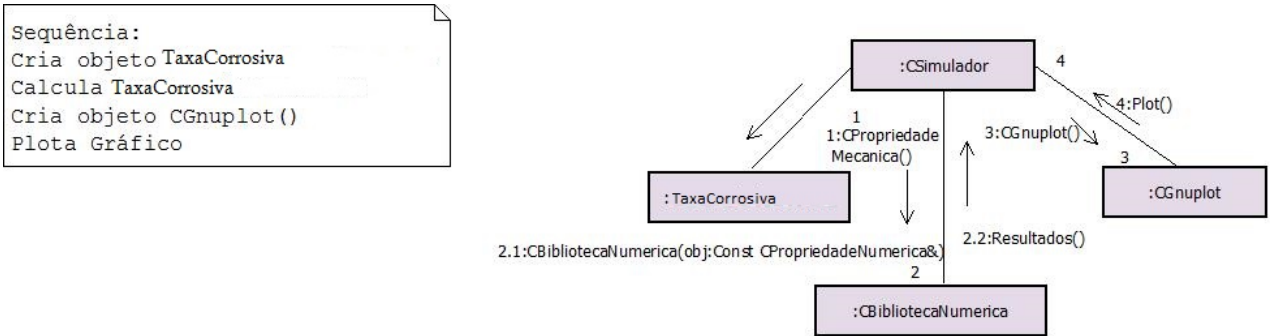 Sequência:
Cria objeto TaxaCorrosiva
Calcula TaxaCorrosiva
Cria objeto CGnuplot()
Plota Gráfico
:CSimulador
4
4:Plot()
1
1:CPropriedade
Mecanica()
3:CGnuplot()
3
:TaxaCorrosiva
:CGnuplot
2.2:Resultados()
2.1:CBibliotecaNumerica(obj:Const CPropriedadeNumerica&)
2
:CBibliotecaNumerica